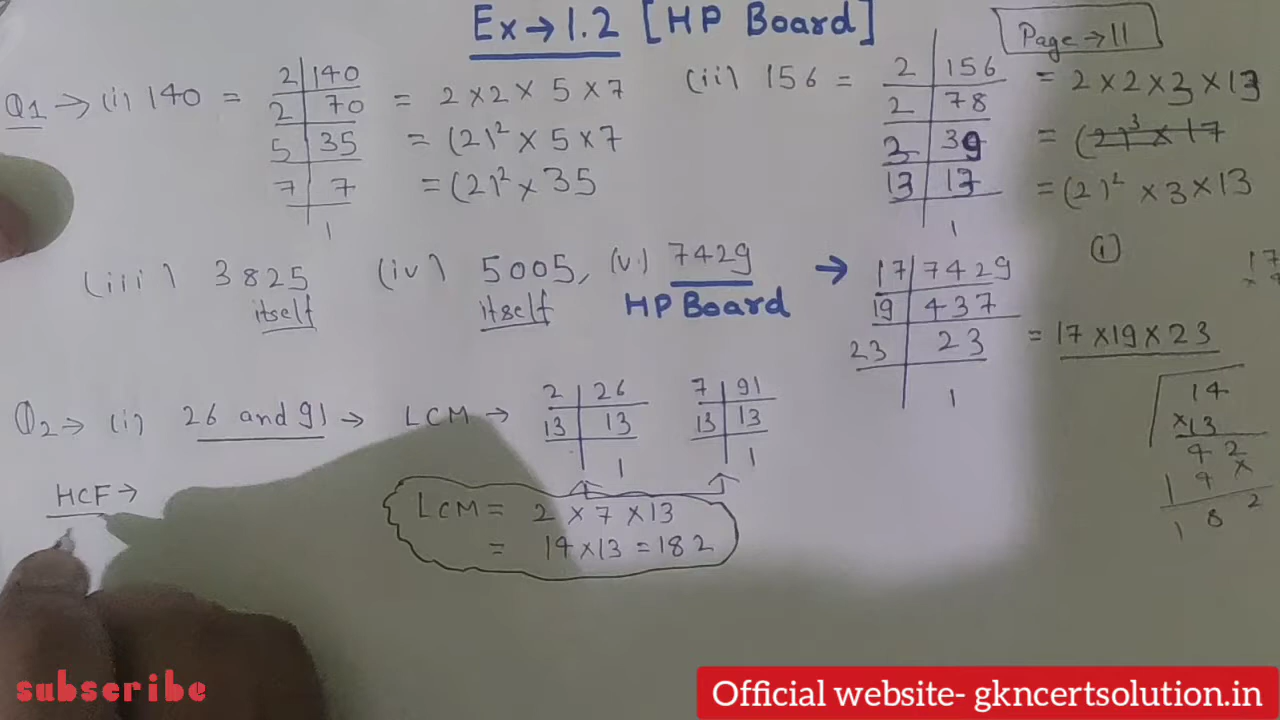 Ex→1.2 [HP Board]
Page→11
Q1 → (i) 140 =
2 | 140
2 | 70
5 | 35
7 | 7
1
= 2×2×5×7
= (2)² × 5×7
= (2)² × 35
(ii) 156 =
2 | 156
2 | 78
3 | 39
13 | 13
1
= 2×2×3×13
= (2)³ × 17
= (2)² × 3×13
(iii) 3825
itself
(iv) 5005,
itself
(v) 7429
HP Board
→
17 | 7429
19 | 437
23 | 23
1
= 17×19×23
(i)
Q2→ (i) 26 and 91 → LCM →
2 | 26
13 | 13
1
7 | 91
13 | 13
1
HCF→
LCM = 2 × 7 × 13
= 14×13 = 182
14
×13
42
14×
182
subscribe
Official website- gkncertsolution.in